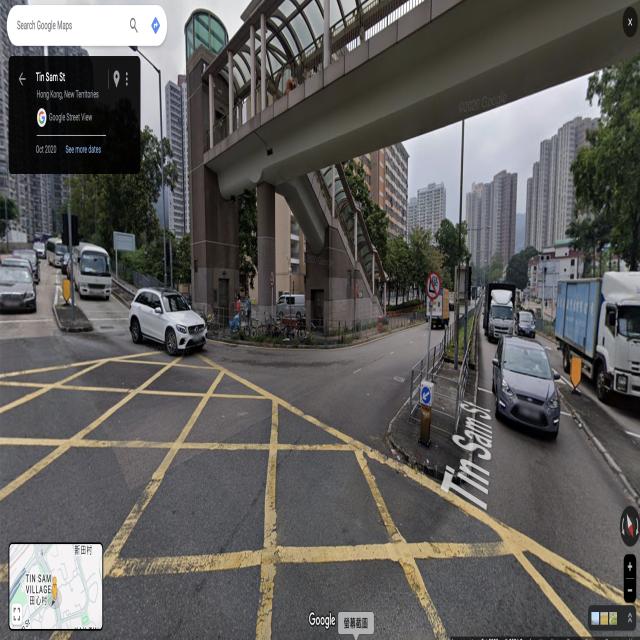 Search Google Maps
Tin Sam St
Hong Kong, New Territories
Google Street View
Oct 2020
See more dates
Tin Sam St
新田村
TIN SAM
VILLAGE
田心村
Google
螢幕截圖